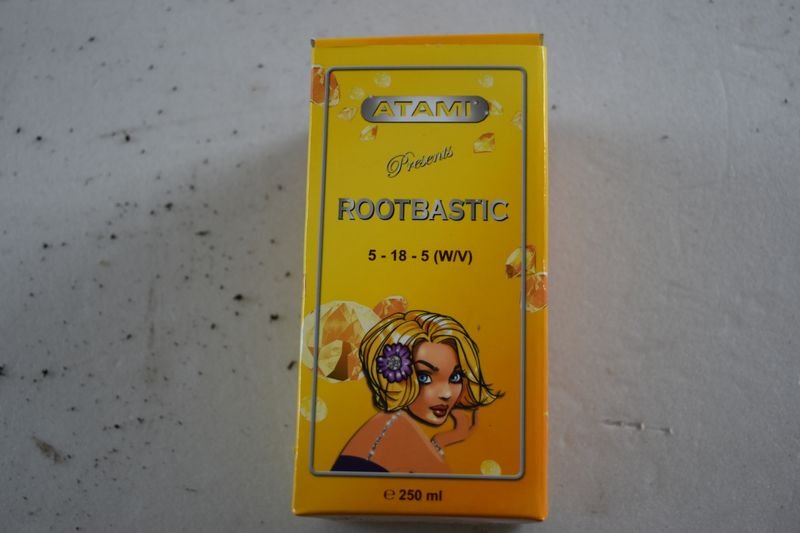 ATAMI
Presents
ROOTBASTIC
5 - 18 - 5 (W/V)
℮ 250 ml